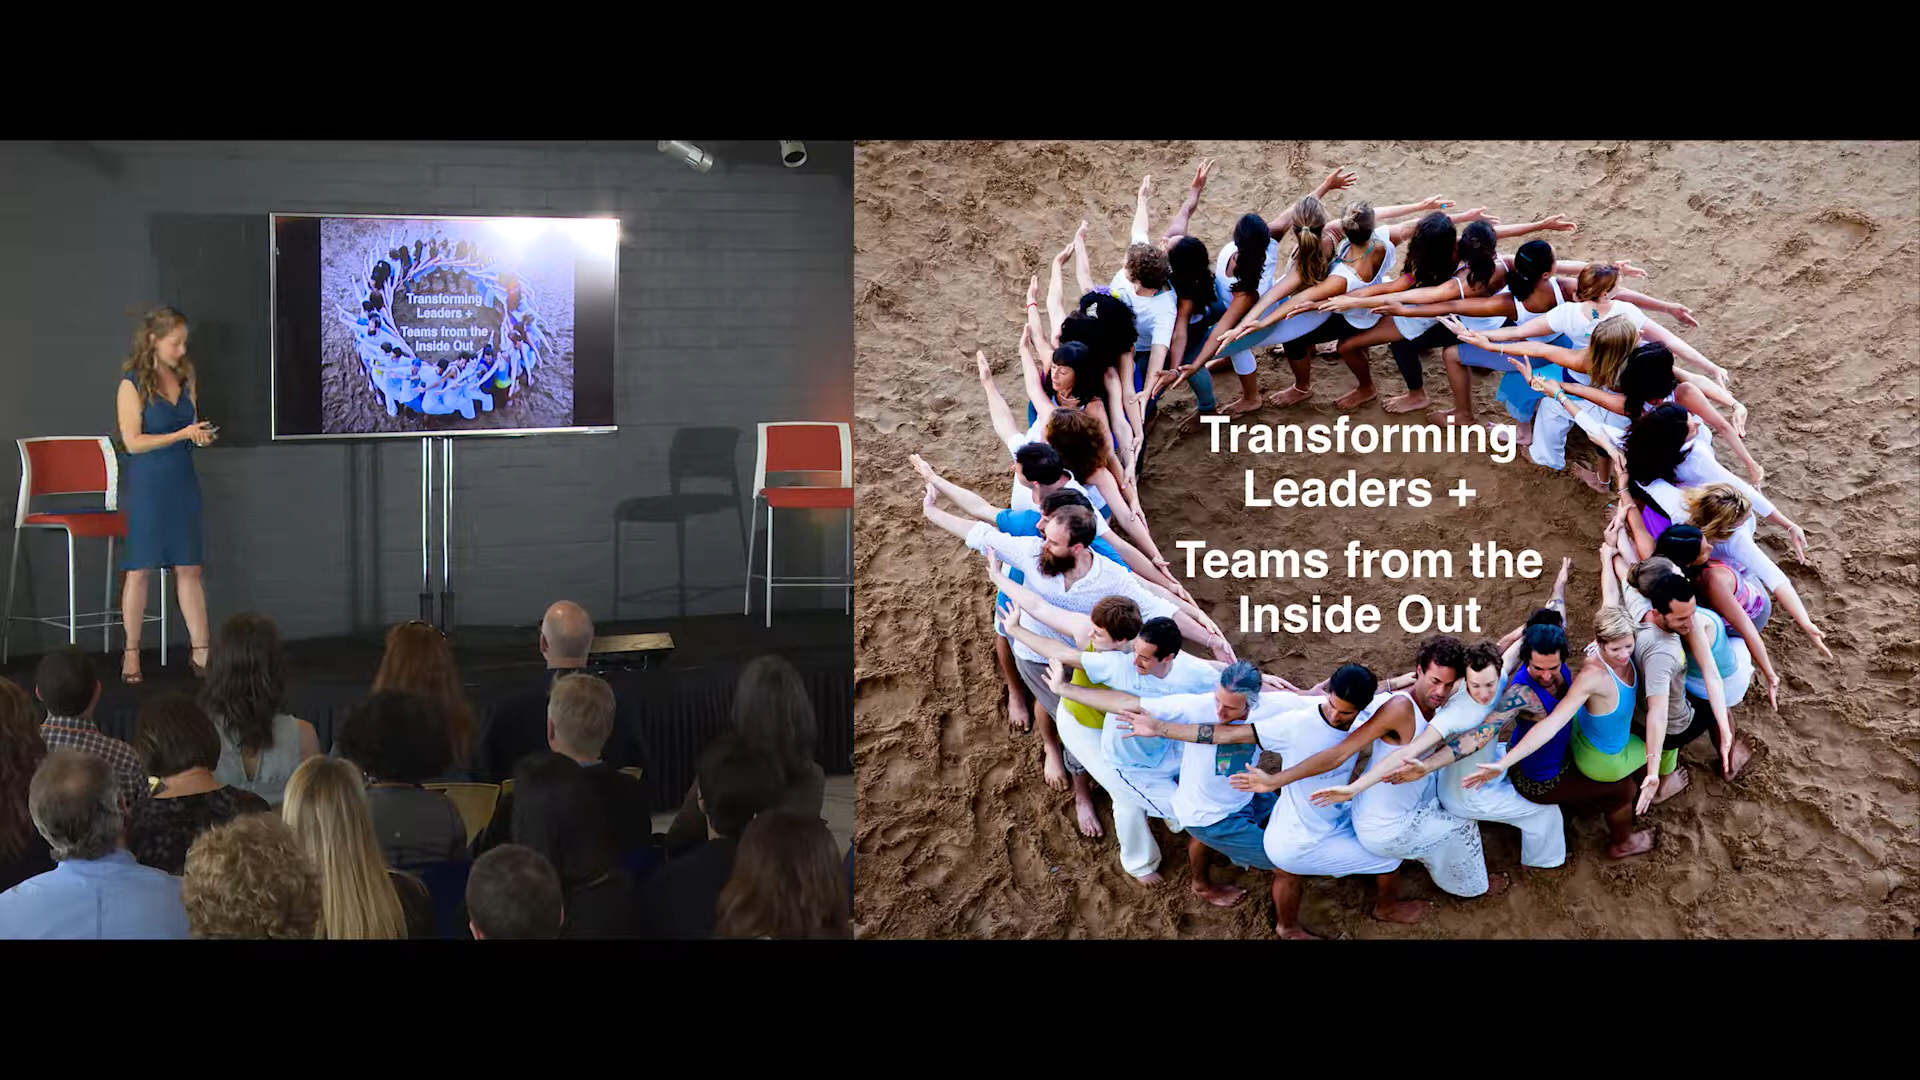 Transforming
Leaders +
Teams from the
Inside Out
Transforming
Leaders +
Teams from the
Inside Out